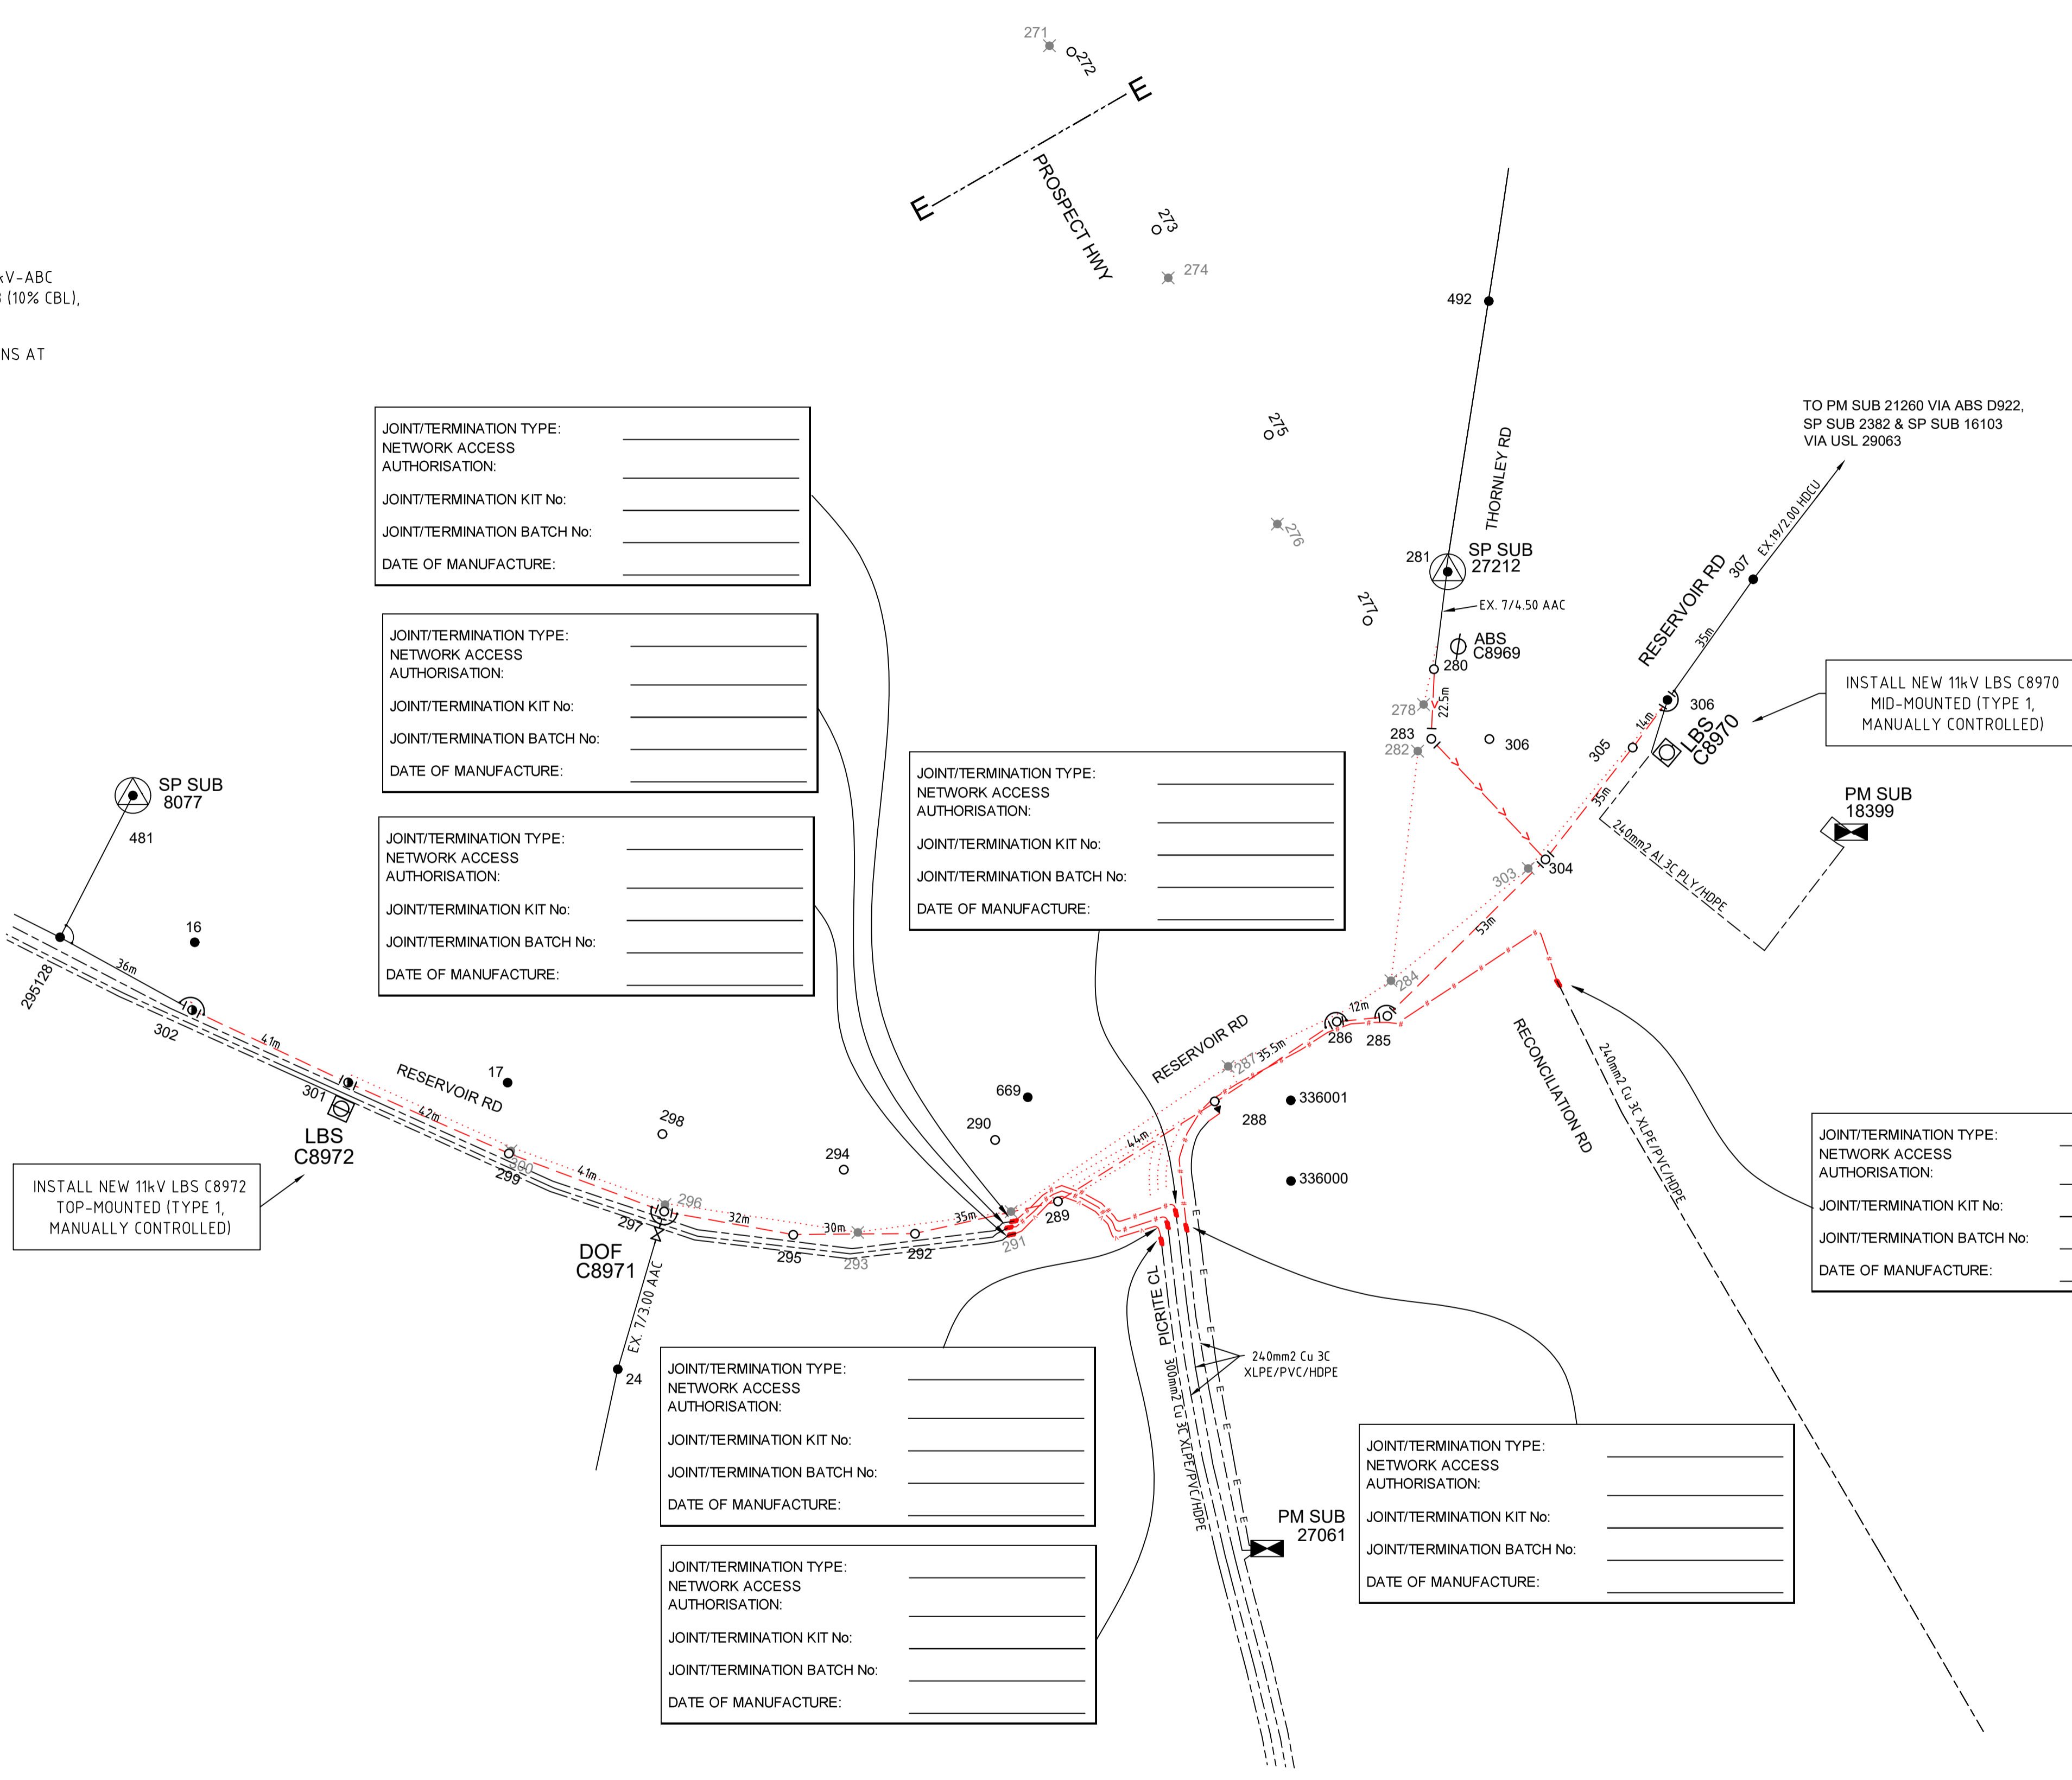 271
272
E
E
PROSPECT HWY
273
274
kV-ABC
(10% CBL),
NS AT
492
275
276
277
THORNLEY RD
TO PM SUB 21260 VIA ABS D922,
SP SUB 2382 & SP SUB 16103
VIA USL 29063
EX.19/2.00 HDCU
307
RESERVOIR RD
35m
281
SP SUB
27212
EX. 7/4.50 AAC
ABS
C8969
280
278
22.5m
283
282
306
305
14m
306
LBS
C8970
INSTALL NEW 11kV LBS C8970
MID-MOUNTED (TYPE 1,
MANUALLY CONTROLLED)
35m
240mm2 AL 3C PLY/HDPE
PM SUB
18399
303
304
53m
JOINT/TERMINATION TYPE:
NETWORK ACCESS
AUTHORISATION:
JOINT/TERMINATION KIT No:
JOINT/TERMINATION BATCH No:
DATE OF MANUFACTURE:
JOINT/TERMINATION TYPE:
NETWORK ACCESS
AUTHORISATION:
JOINT/TERMINATION KIT No:
JOINT/TERMINATION BATCH No:
DATE OF MANUFACTURE:
JOINT/TERMINATION TYPE:
NETWORK ACCESS
AUTHORISATION:
JOINT/TERMINATION KIT No:
JOINT/TERMINATION BATCH No:
DATE OF MANUFACTURE:
JOINT/TERMINATION TYPE:
NETWORK ACCESS
AUTHORISATION:
JOINT/TERMINATION KIT No:
JOINT/TERMINATION BATCH No:
DATE OF MANUFACTURE:
SP SUB
8077
481
16
36m
295128
302
41m
301
RESERVOIR RD
17
42m
LBS
C8972
INSTALL NEW 11kV LBS C8972
TOP-MOUNTED (TYPE 1,
MANUALLY CONTROLLED)
300
299
41m
298
296
297
DOF
C8971
EX. 7/3.00 AAC
24
32m
295
294
30m
293
292
35m
290
669
291
289
44m
RESERVOIR RD
287
35.5m
288
336001
336000
284
12m
286
285
RECONCILIATION RD
240mm2 Cu 3C XLPE/PVC/HDPE
PICRITE CL
300mm2 Cu 3C XLPE/PVC/HDPE
E
E
E
E
E
E
E
E
240mm2 Cu 3C
XLPE/PVC/HDPE
PM SUB
27061
JOINT/TERMINATION TYPE:
NETWORK ACCESS
AUTHORISATION:
JOINT/TERMINATION KIT No:
JOINT/TERMINATION BATCH No:
DATE OF MANUFACTURE:
JOINT/TERMINATION TYPE:
NETWORK ACCESS
AUTHORISATION:
JOINT/TERMINATION KIT No:
JOINT/TERMINATION BATCH No:
DATE OF MANUFACTURE:
JOINT/TERMINATION TYPE:
NETWORK ACCESS
AUTHORISATION:
JOINT/TERMINATION KIT No:
JOINT/TERMINATION BATCH No:
DATE OF MANUFACTURE:
JOINT/TERMINATION TYPE:
NETWORK ACCESS
AUTHORISATION:
JOINT/TERMINATION KIT No:
JOINT/TERMINATION BATCH No:
DATE OF MANUFACTURE: